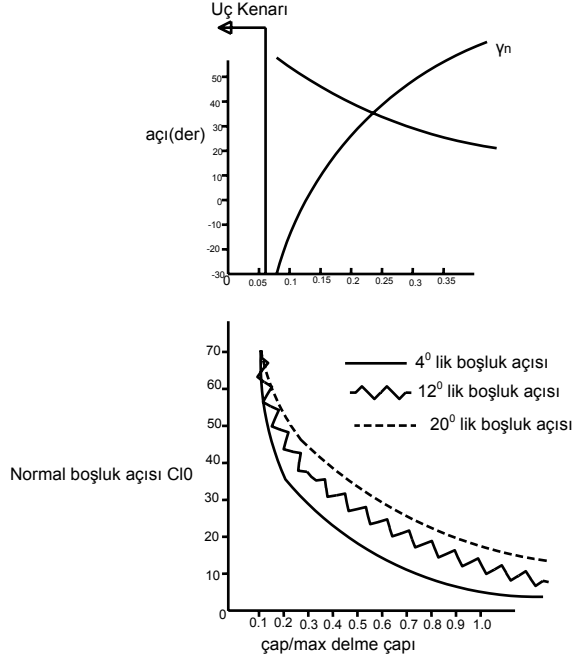 Uç Kenarı
γn
açı(der)
50
40
30
20
10
0
-10
-20
-30
0 0.05 0.1 0.15 0.2 0.25 0.3 0.35
70
60
50
40
30
20
10
0
4⁰ lik boşluk açısı
12⁰ lik boşluk açısı
20⁰ lik boşluk açısı
Normal boşluk açısı Cl0
0.1 0.2 0.3 0.4 0.5 0.6 0.7 0.8 0.9 1.0
çap/max delme çapı